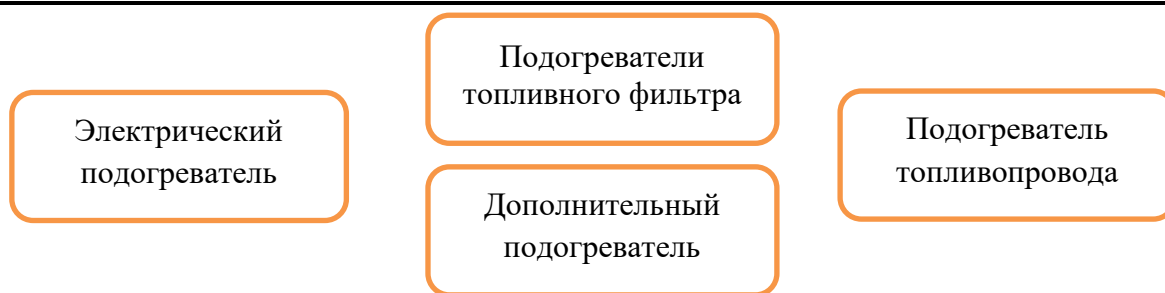 Электрический
подогреватель
Подогреватели
топливного фильтра
Дополнительный
подогреватель
Подогреватель
топливопровода